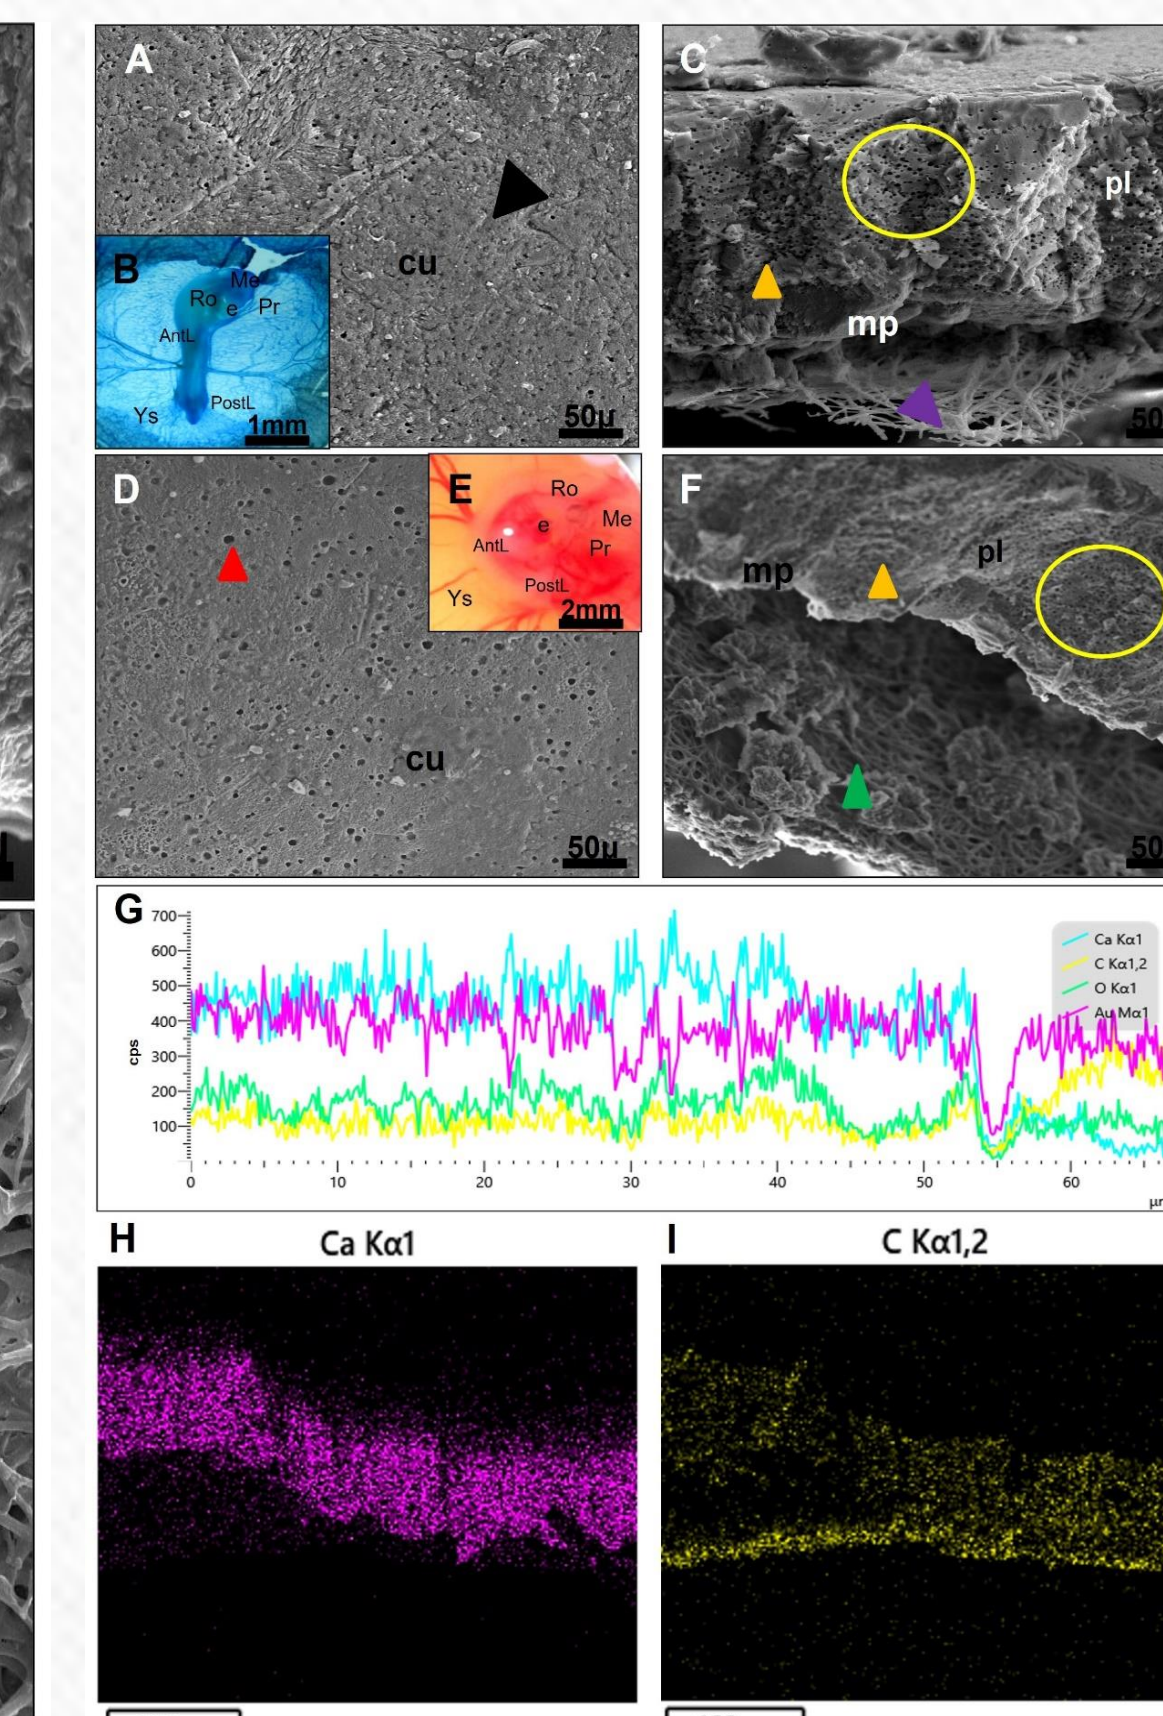 A
cu
50µ
B
Me
Ro
e
Pr
AntL
PostL
Ys
1mm
C
pl
mp
50
D
cu
50µ
E
Ro
e
Me
AntL
Pr
PostL
Ys
2mm
F
mp
pl
50
G
700
600
500
400
300
200
100
cps
0
10
20
30
40
50
60
Ca Kα1
C Kα1,2
O Kα1
Au Mα1
H
Ca Kα1
I
C Kα1,2